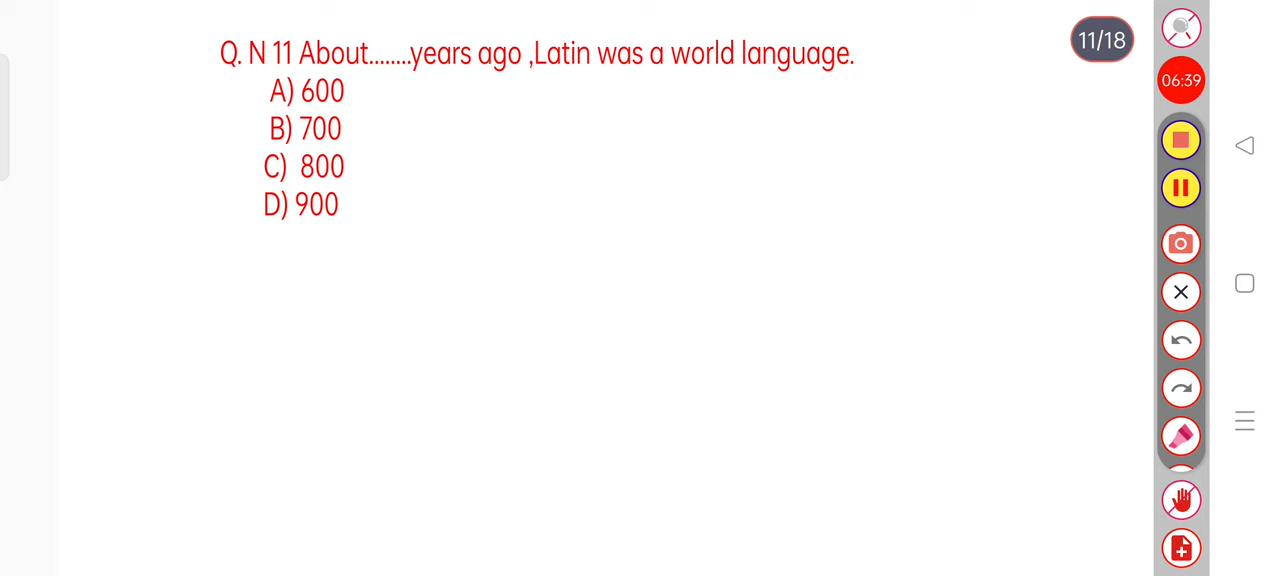 Q. N 11 About........years ago ,Latin was a world language.
A) 600
B) 700
C) 800
D) 900
11/18
06:39